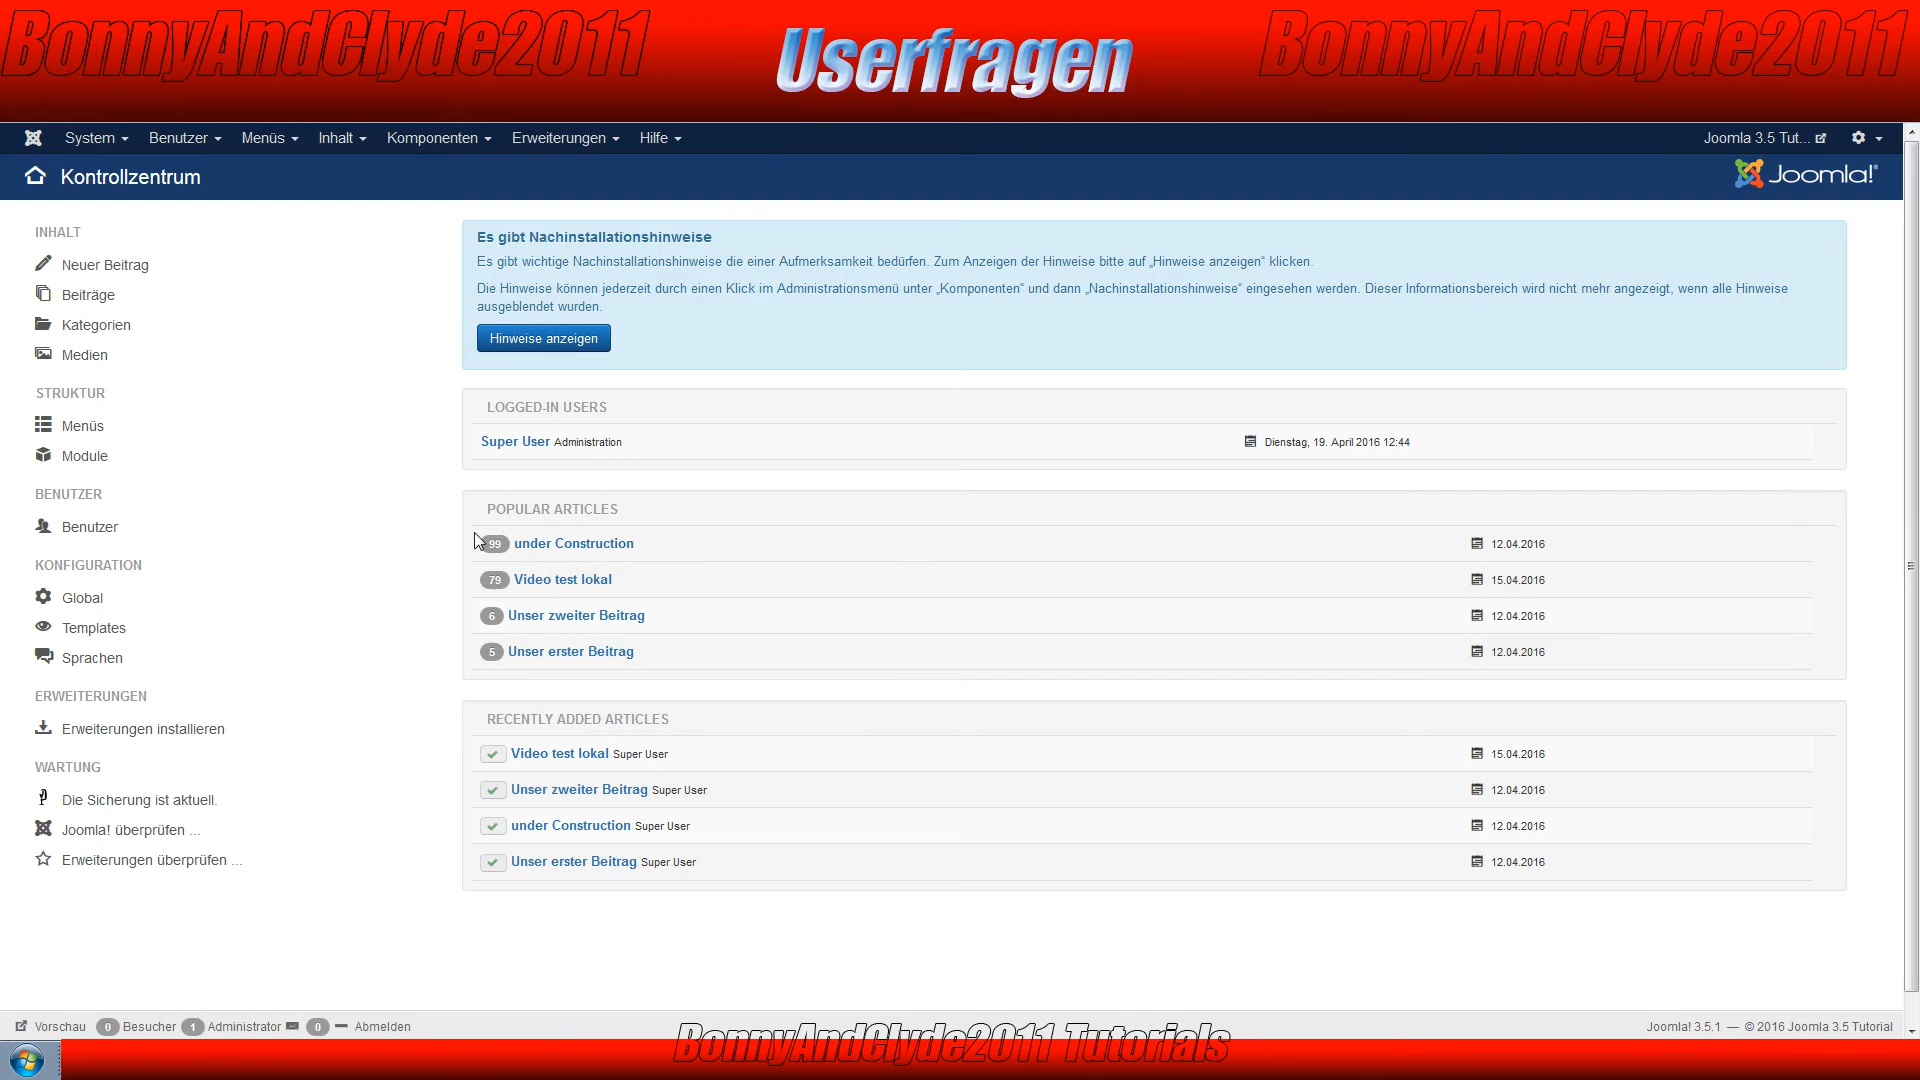 BonnyAndClyde2011
Userfragen
BonnyAndClyde2011
System Benutzer Menüs Inhalt Komponenten Erweiterungen Hilfe Joomla 3.5 Tut...
Kontrollzentrum
Joomla!
INHALT
Neuer Beitrag
Beiträge
Kategorien
Medien
STRUKTUR
Menüs
Module
BENUTZER
Benutzer
KONFIGURATION
Global
Templates
Sprachen
ERWEITERUNGEN
Erweiterungen installieren
WARTUNG
Die Sicherung ist aktuell.
Joomla! überprüfen ...
Erweiterungen überprüfen ...
Es gibt Nachinstallationshinweise
Es gibt wichtige Nachinstallationshinweise die einer Aufmerksamkeit bedürfen. Zum Anzeigen der Hinweise bitte auf „Hinweise anzeigen“ klicken.
Die Hinweise können jederzeit durch einen Klick im Administrationsmenü unter „Komponenten“ und dann „Nachinstallationshinweise“ eingesehen werden. Dieser Informationsbereich wird nicht mehr angezeigt, wenn alle Hinweise
ausgeblendet wurden.
Hinweise anzeigen
LOGGED-IN USERS
Super User Administration Dienstag, 19. April 2016 12:44
POPULAR ARTICLES
99 under Construction 12.04.2016
79 Video test lokal 15.04.2016
6 Unser zweiter Beitrag 12.04.2016
5 Unser erster Beitrag 12.04.2016
RECENTLY ADDED ARTICLES
Video test lokal Super User 15.04.2016
Unser zweiter Beitrag Super User 12.04.2016
under Construction Super User 12.04.2016
Unser erster Beitrag Super User 12.04.2016
Vorschau 0 Besucher 1 Administrator 0 Abmelden
Joomla! 3.5.1 — © 2016 Joomla 3.5 Tutorial
BonnyAndClyde2011 Tutorials